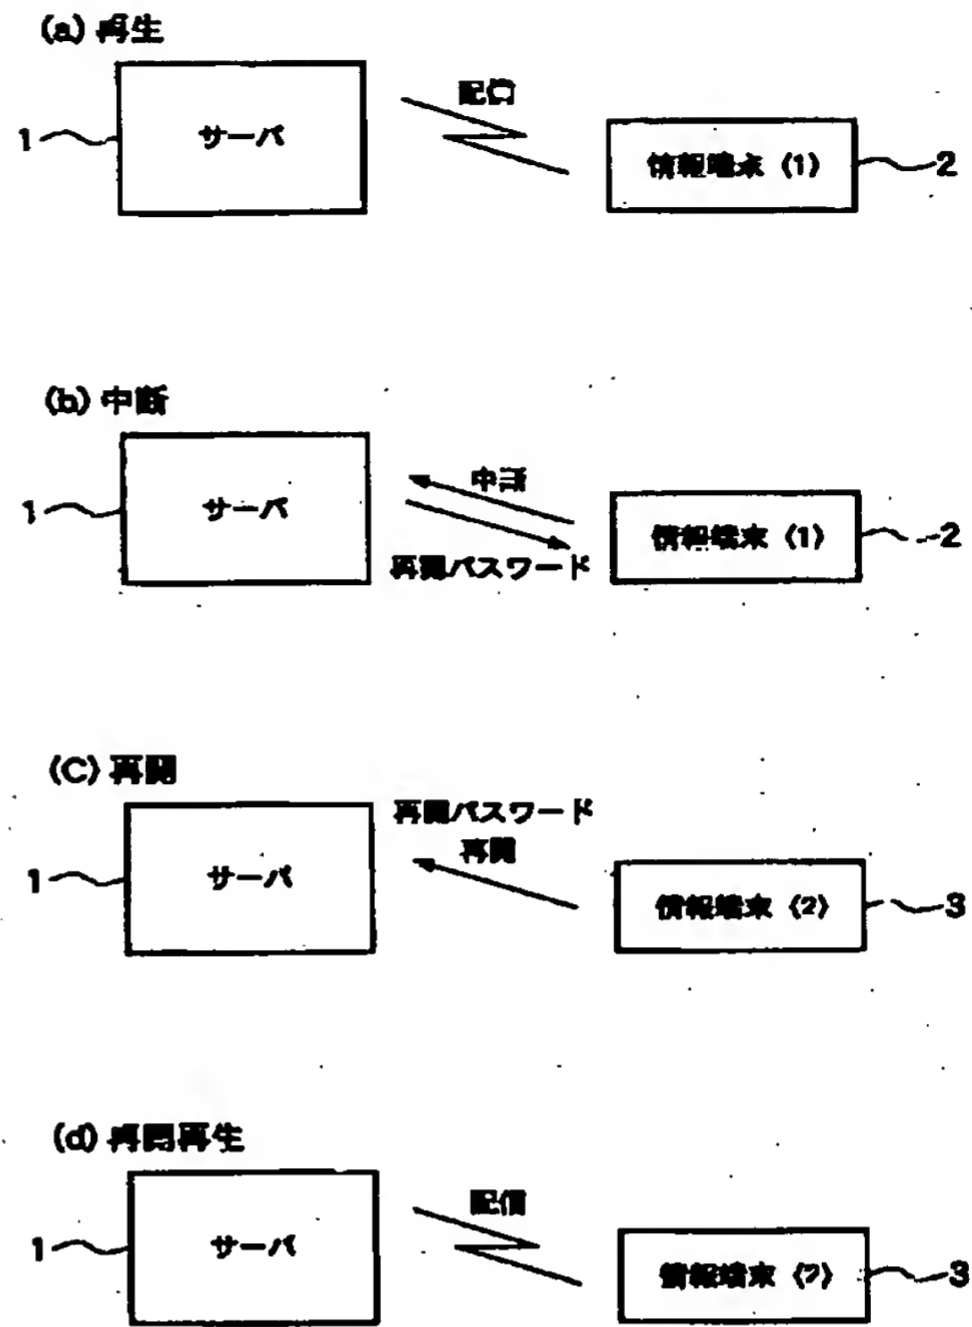 (a) 再生
配信
サーバ
1
情報端末 (1)
2
(b) 中断
中断
1
サーバ
情報端末 (1)
2
再開パスワード
(C) 再開
再開パスワード
再開
1
サーバ
情報端末 (2)
3
(d) 再開再生
配信
1
サーバ
情報端末 (2)
3